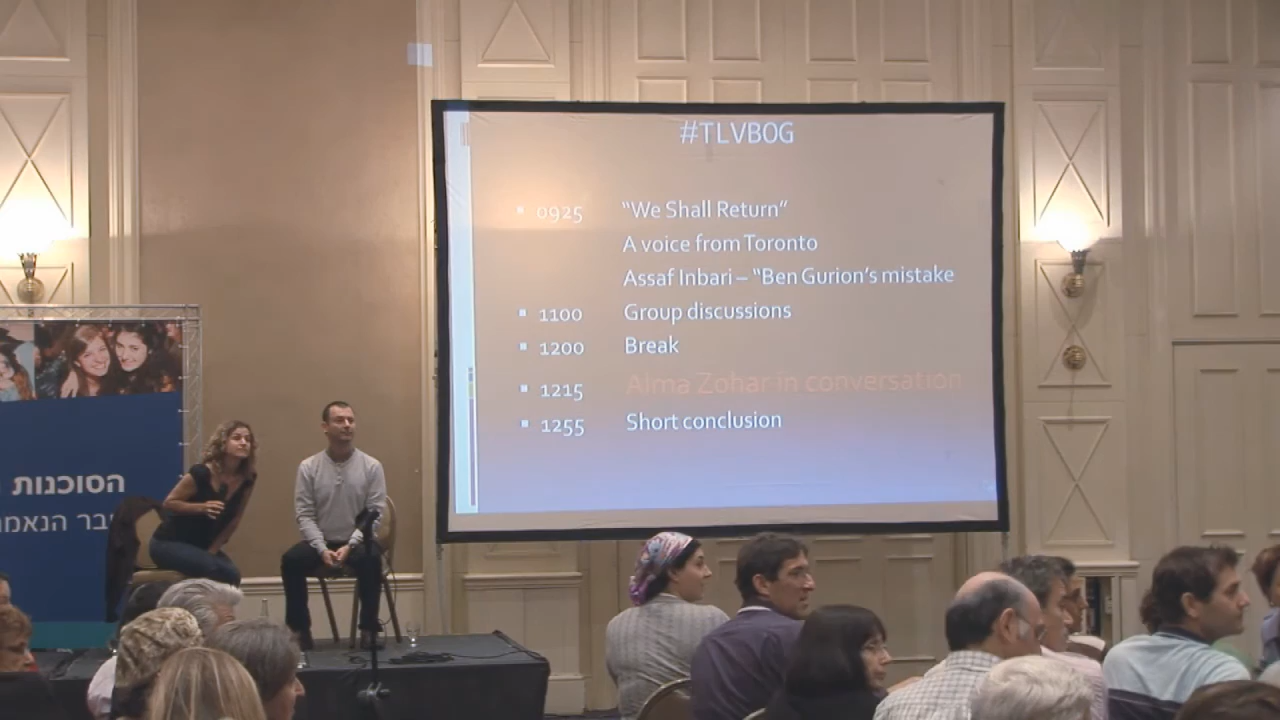 #TLVBOG
▪ 0925 “We Shall Return”
A voice from Toronto
Assaf Inbari – “Ben Gurion’s mistake
▪ 1100 Group discussions
▪ 1200 Break
▪ 1215 Alma Zohar in conversation
▪ 1255 Short conclusion
הסוכנות
הנאמ